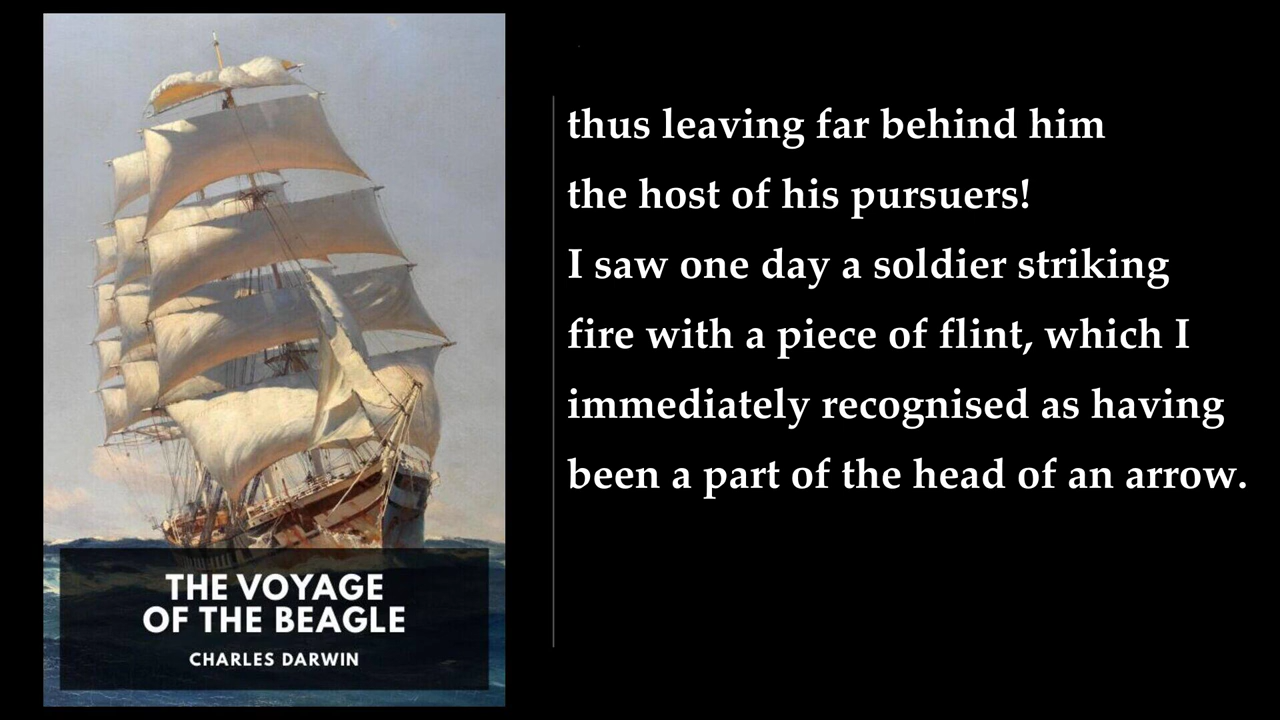 THE VOYAGE
OF THE BEAGLE
CHARLES DARWIN
thus leaving far behind him
the host of his pursuers!
I saw one day a soldier striking
fire with a piece of flint, which I
immediately recognised as having
been a part of the head of an arrow.